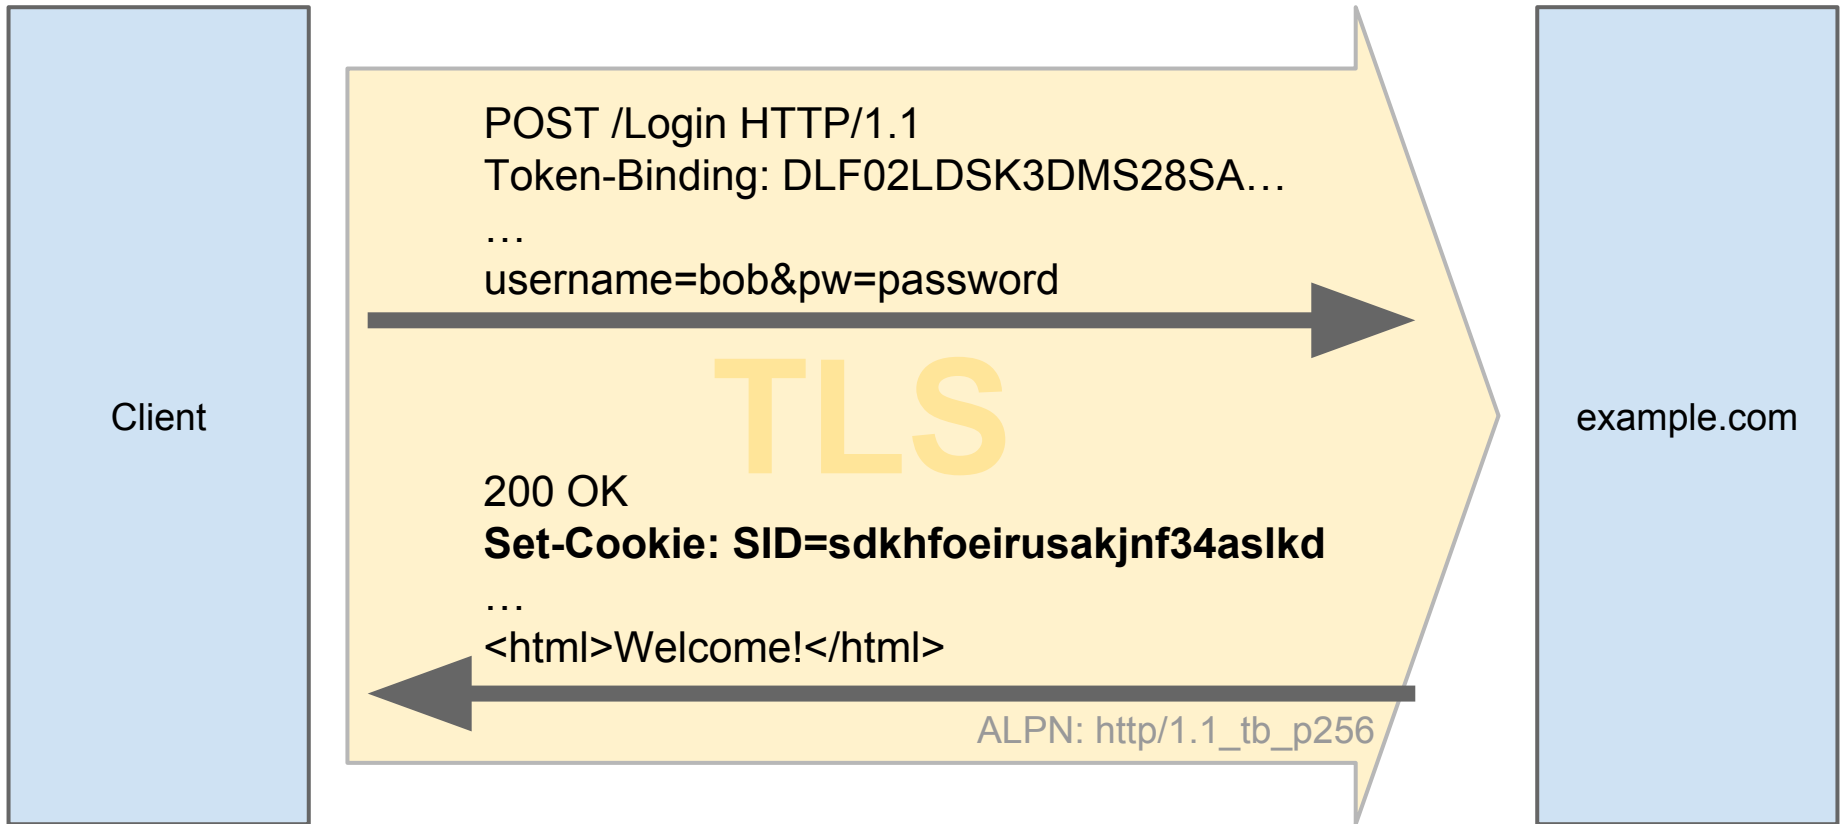 POST /Login HTTP/1.1
Token-Binding: DLF02LDSK3DMS28SA…
…
username=bob&pw=password
TLS
Client
example.com
200 OK
Set-Cookie: SID=sdkhfoeirusakjnf34aslkd
…
<html>Welcome!</html>
ALPN: http/1.1_tb_p256